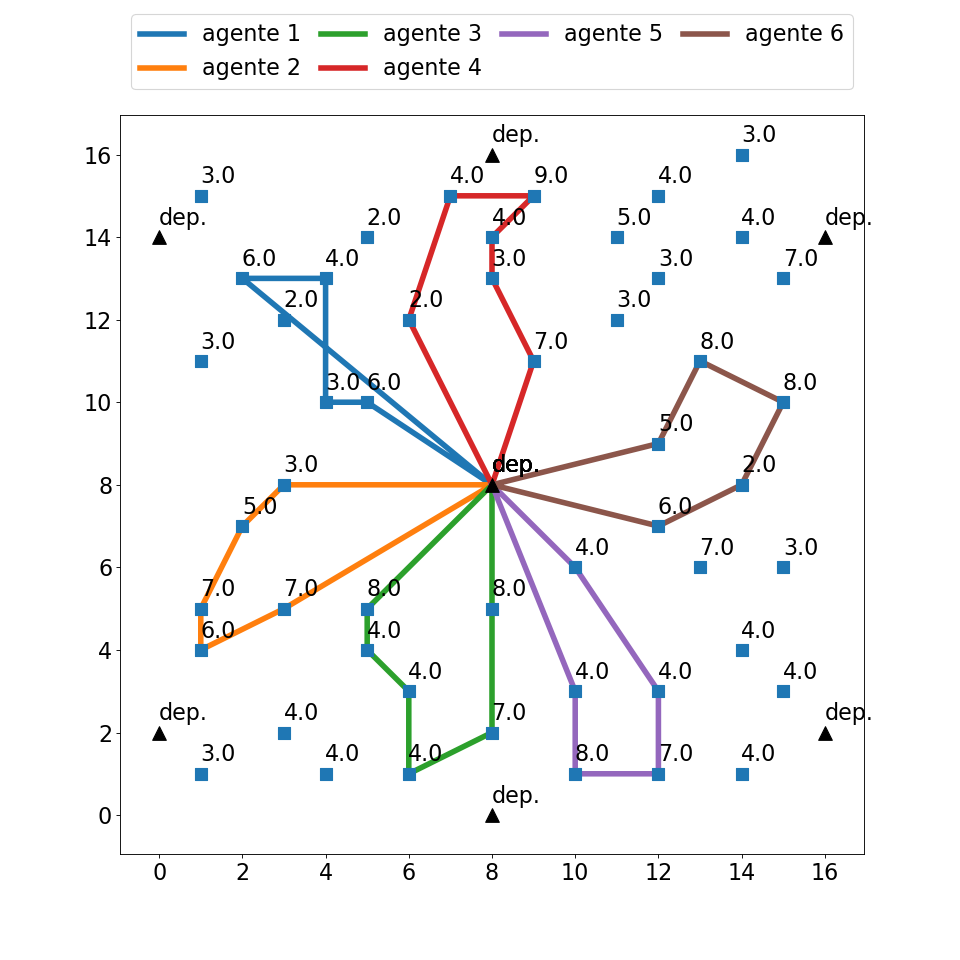 agente 1 agente 3 agente 5 agente 6
agente 2 agente 4
3.0
dep.
16
3.0 4.0 9.0 4.0
dep. 2.0 4.0 5.0 4.0 dep.
14
6.0 4.0 3.0 3.0 7.0
2.0 2.0 3.0
12
3.0 7.0 8.0
3.0 6.0 8.0
10
5.0
3.0 dep. 2.0
8
5.0 6.0
4.0 7.0 3.0
6
7.0 7.0 8.0 8.0
6.0 4.0 4.0
4
4.0 4.0 4.0 4.0
dep. 4.0 7.0 dep.
2
3.0 4.0 4.0 8.0 7.0 4.0
dep.
0
0 2 4 6 8 10 12 14 16